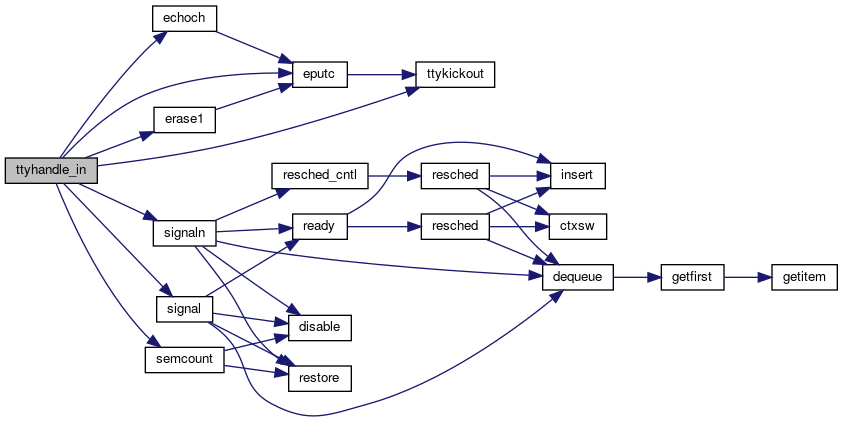 echoch
eputc
ttykickout
erase1
ttyhandle_in
resched_cntl
resched
insert
signaln
ready
resched
ctxsw
dequeue
getfirst
getitem
signal
disable
semcount
restore